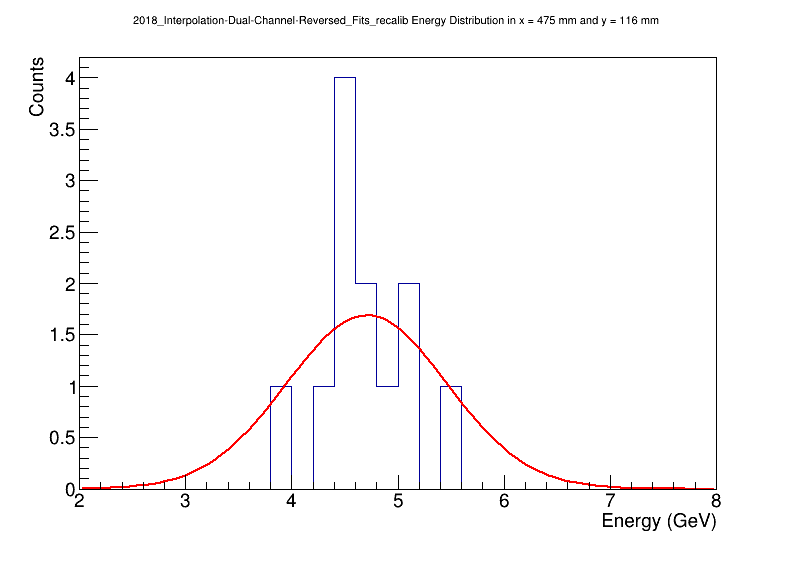 2018_Interpolation-Dual-Channel-Reversed_Fits_recalib Energy Distribution in x = 475 mm and y = 116 mm
Counts
4
3.5
3
2.5
2
1.5
1
0.5
0
2 3 4 5 6 7 8
Energy (GeV)